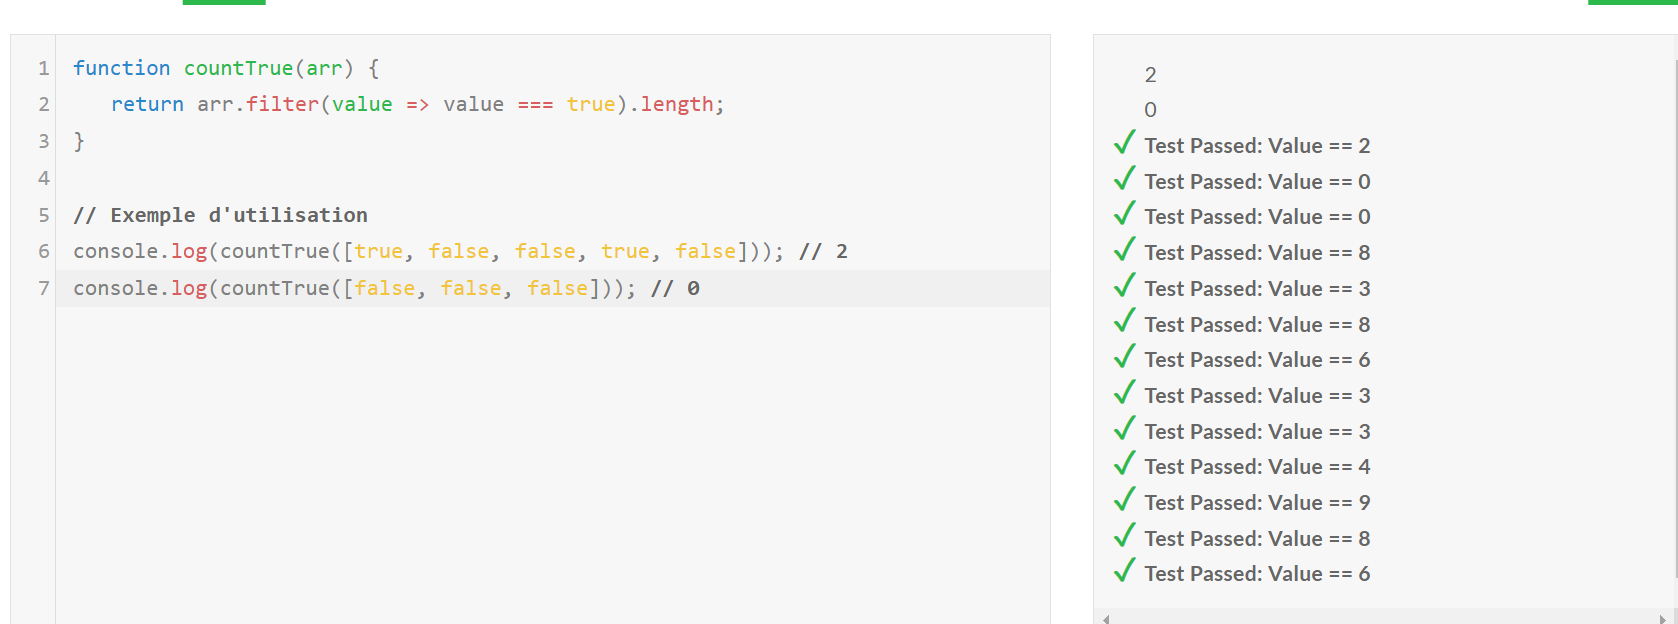 1 function countTrue(arr) {
2    return arr.filter(value => value === true).length;
3 }
4
5 // Exemple d'utilisation
6 console.log(countTrue([true, false, false, true, false])); // 2
7 console.log(countTrue([false, false, false])); // 0
2
0
✓ Test Passed: Value == 2
✓ Test Passed: Value == 0
✓ Test Passed: Value == 0
✓ Test Passed: Value == 8
✓ Test Passed: Value == 3
✓ Test Passed: Value == 8
✓ Test Passed: Value == 6
✓ Test Passed: Value == 3
✓ Test Passed: Value == 3
✓ Test Passed: Value == 4
✓ Test Passed: Value == 9
✓ Test Passed: Value == 8
✓ Test Passed: Value == 6